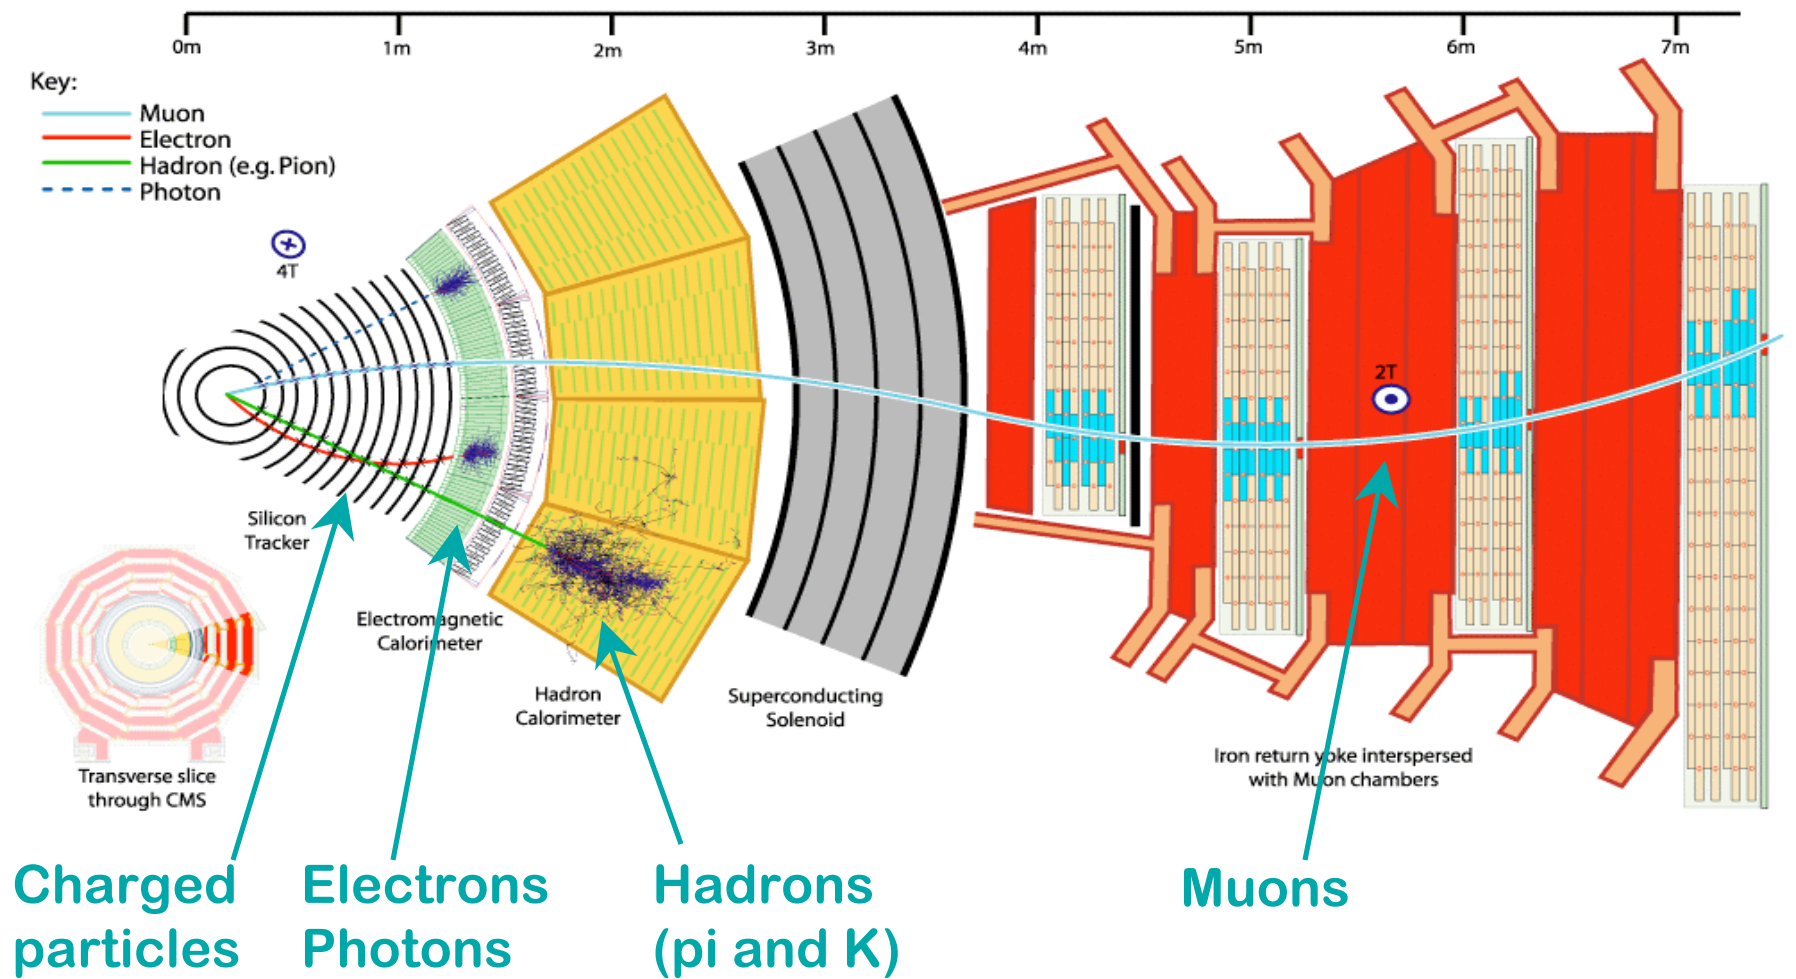 0m 1m 2m 3m 4m 5m 6m 7m
Key:
Muon
Electron
Hadron (e.g. Pion)
Photon
4T
2T
Silicon
Tracker
Electromagnetic
Calorimeter
Hadron
Calorimeter
Superconducting
Solenoid
Iron return yoke interspersed
with Muon chambers
Transverse slice
through CMS
Charged
particles
Electrons
Photons
Hadrons
(pi and K)
Muons